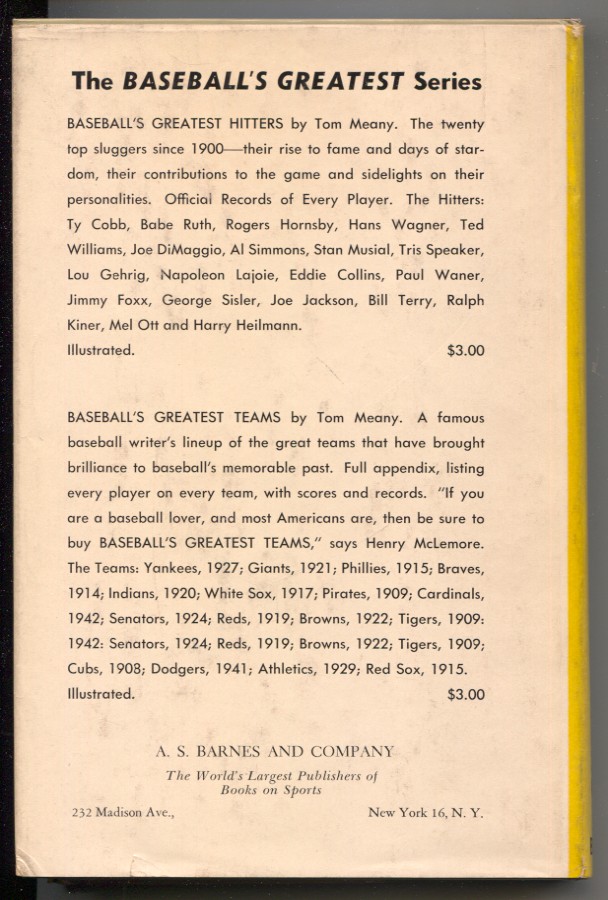 The BASEBALL'S GREATEST Series
BASEBALL'S GREATEST HITTERS by Tom Meany. The twenty
top sluggers since 1900—their rise to fame and days of star-
dom, their contributions to the game and sidelights on their
personalities. Official Records of Every Player. The Hitters:
Ty Cobb, Babe Ruth, Rogers Hornsby, Hans Wagner, Ted
Williams, Joe DiMaggio, Al Simmons, Stan Musial, Tris Speaker,
Lou Gehrig, Napoleon Lajoie, Eddie Collins, Paul Waner,
Jimmy Foxx, George Sisler, Joe Jackson, Bill Terry, Ralph
Kiner, Mel Ott and Harry Heilmann.
Illustrated. $3.00
BASEBALL'S GREATEST TEAMS by Tom Meany. A famous
baseball writer's lineup of the great teams that have brought
brilliance to baseball's memorable past. Full appendix, listing
every player on every team, with scores and records. "If you
are a baseball lover, and most Americans are, then be sure to
buy BASEBALL'S GREATEST TEAMS," says Henry McLemore.
The Teams: Yankees, 1927; Giants, 1921; Phillies, 1915; Braves,
1914; Indians, 1920; White Sox, 1917; Pirates, 1909; Cardinals,
1942; Senators, 1924; Reds, 1919; Browns, 1922; Tigers, 1909:
1942: Senators, 1924; Reds, 1919; Browns, 1922; Tigers, 1909;
Cubs, 1908; Dodgers, 1941; Athletics, 1929; Red Sox, 1915.
Illustrated. $3.00
A. S. BARNES AND COMPANY
The World's Largest Publishers of
Books on Sports
232 Madison Ave., New York 16, N. Y.